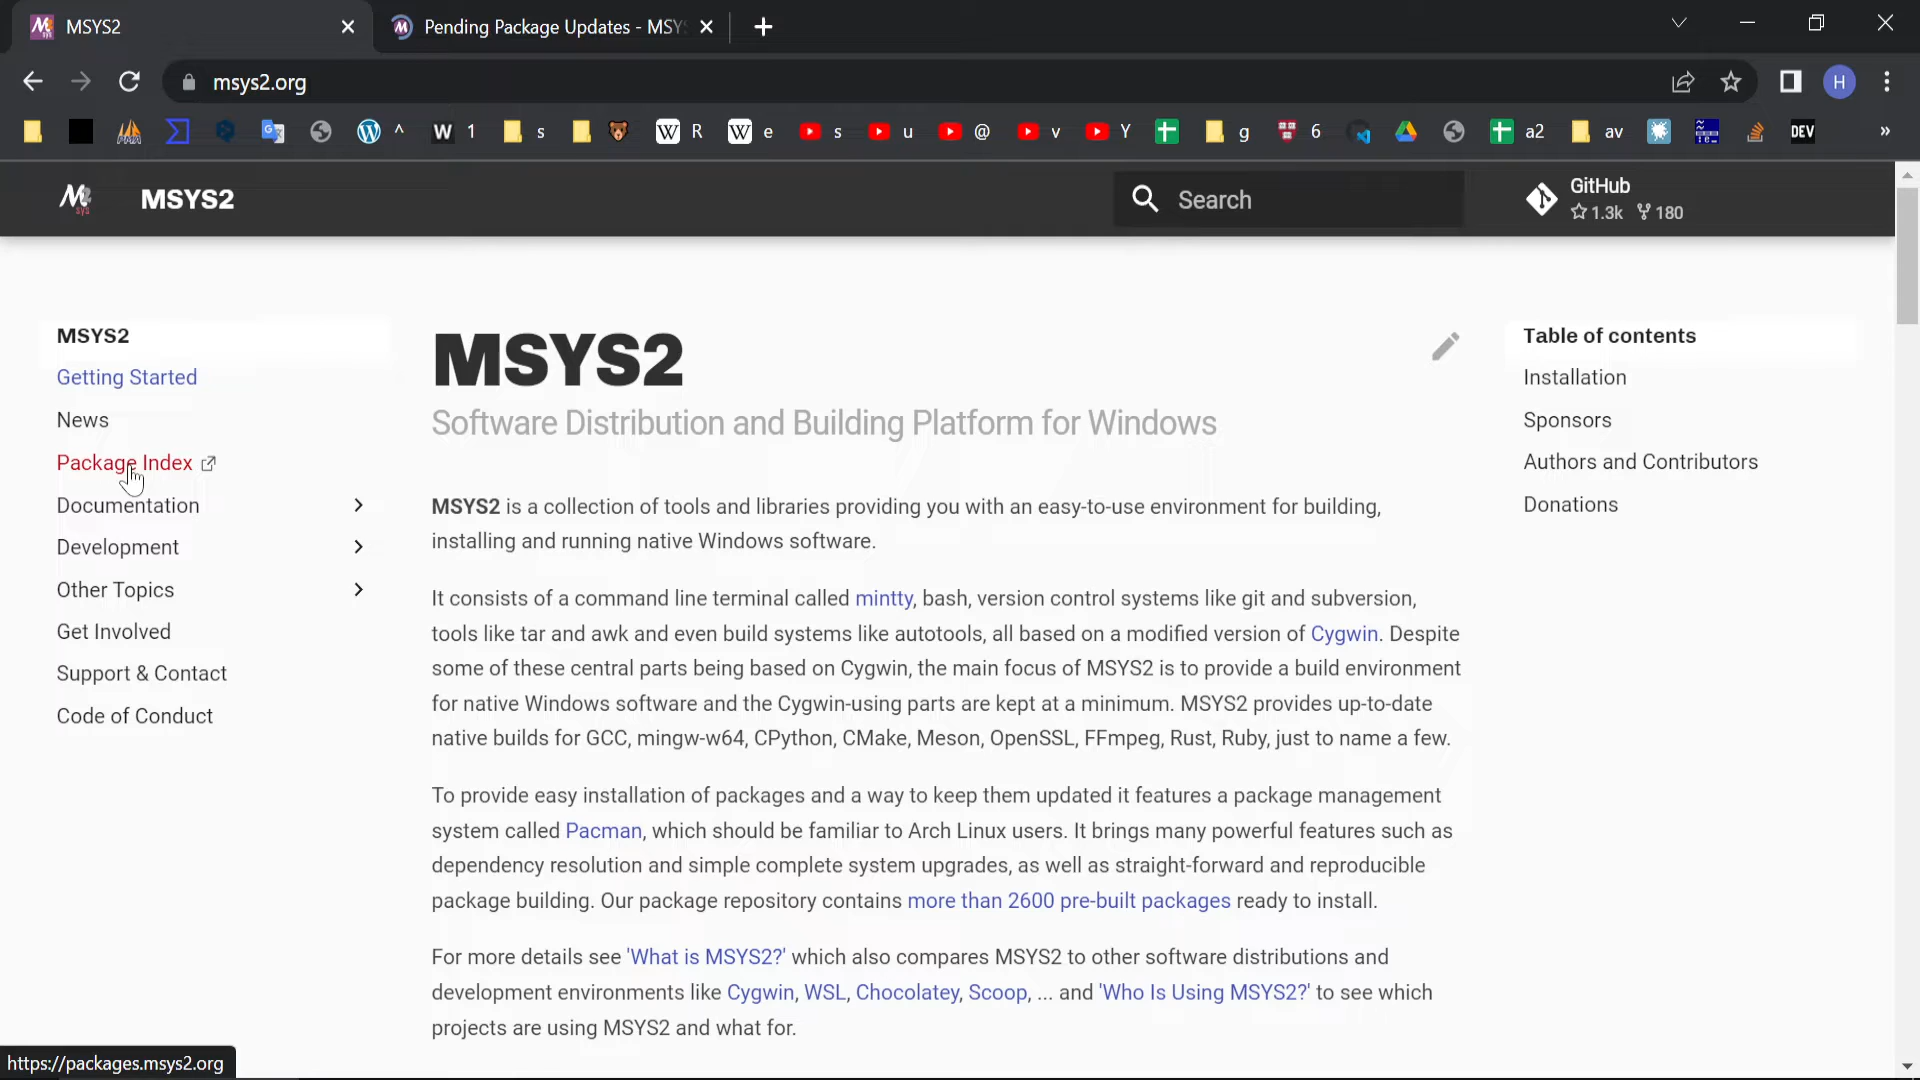 MSYS2
Pending Package Updates - MSYS
msys2.org
H
^
W 1
s
W R
W e
s
u
@
v
Y
g
6
a2
av
DEV
»
M sys
MSYS2
Search
GitHub
1.3k 180
MSYS2
Getting Started
News
Package Index
Documentation
Development
Other Topics
Get Involved
Support & Contact
Code of Conduct
MSYS2
Software Distribution and Building Platform for Windows
MSYS2 is a collection of tools and libraries providing you with an easy-to-use environment for building,
installing and running native Windows software.
It consists of a command line terminal called mintty, bash, version control systems like git and subversion,
tools like tar and awk and even build systems like autotools, all based on a modified version of Cygwin. Despite
some of these central parts being based on Cygwin, the main focus of MSYS2 is to provide a build environment
for native Windows software and the Cygwin-using parts are kept at a minimum. MSYS2 provides up-to-date
native builds for GCC, mingw-w64, CPython, CMake, Meson, OpenSSL, FFmpeg, Rust, Ruby, just to name a few.
To provide easy installation of packages and a way to keep them updated it features a package management
system called Pacman, which should be familiar to Arch Linux users. It brings many powerful features such as
dependency resolution and simple complete system upgrades, as well as straight-forward and reproducible
package building. Our package repository contains more than 2600 pre-built packages ready to install.
For more details see 'What is MSYS2?' which also compares MSYS2 to other software distributions and
development environments like Cygwin, WSL, Chocolatey, Scoop, ... and 'Who Is Using MSYS2?' to see which
projects are using MSYS2 and what for.
Table of contents
Installation
Sponsors
Authors and Contributors
Donations
https://packages.msys2.org